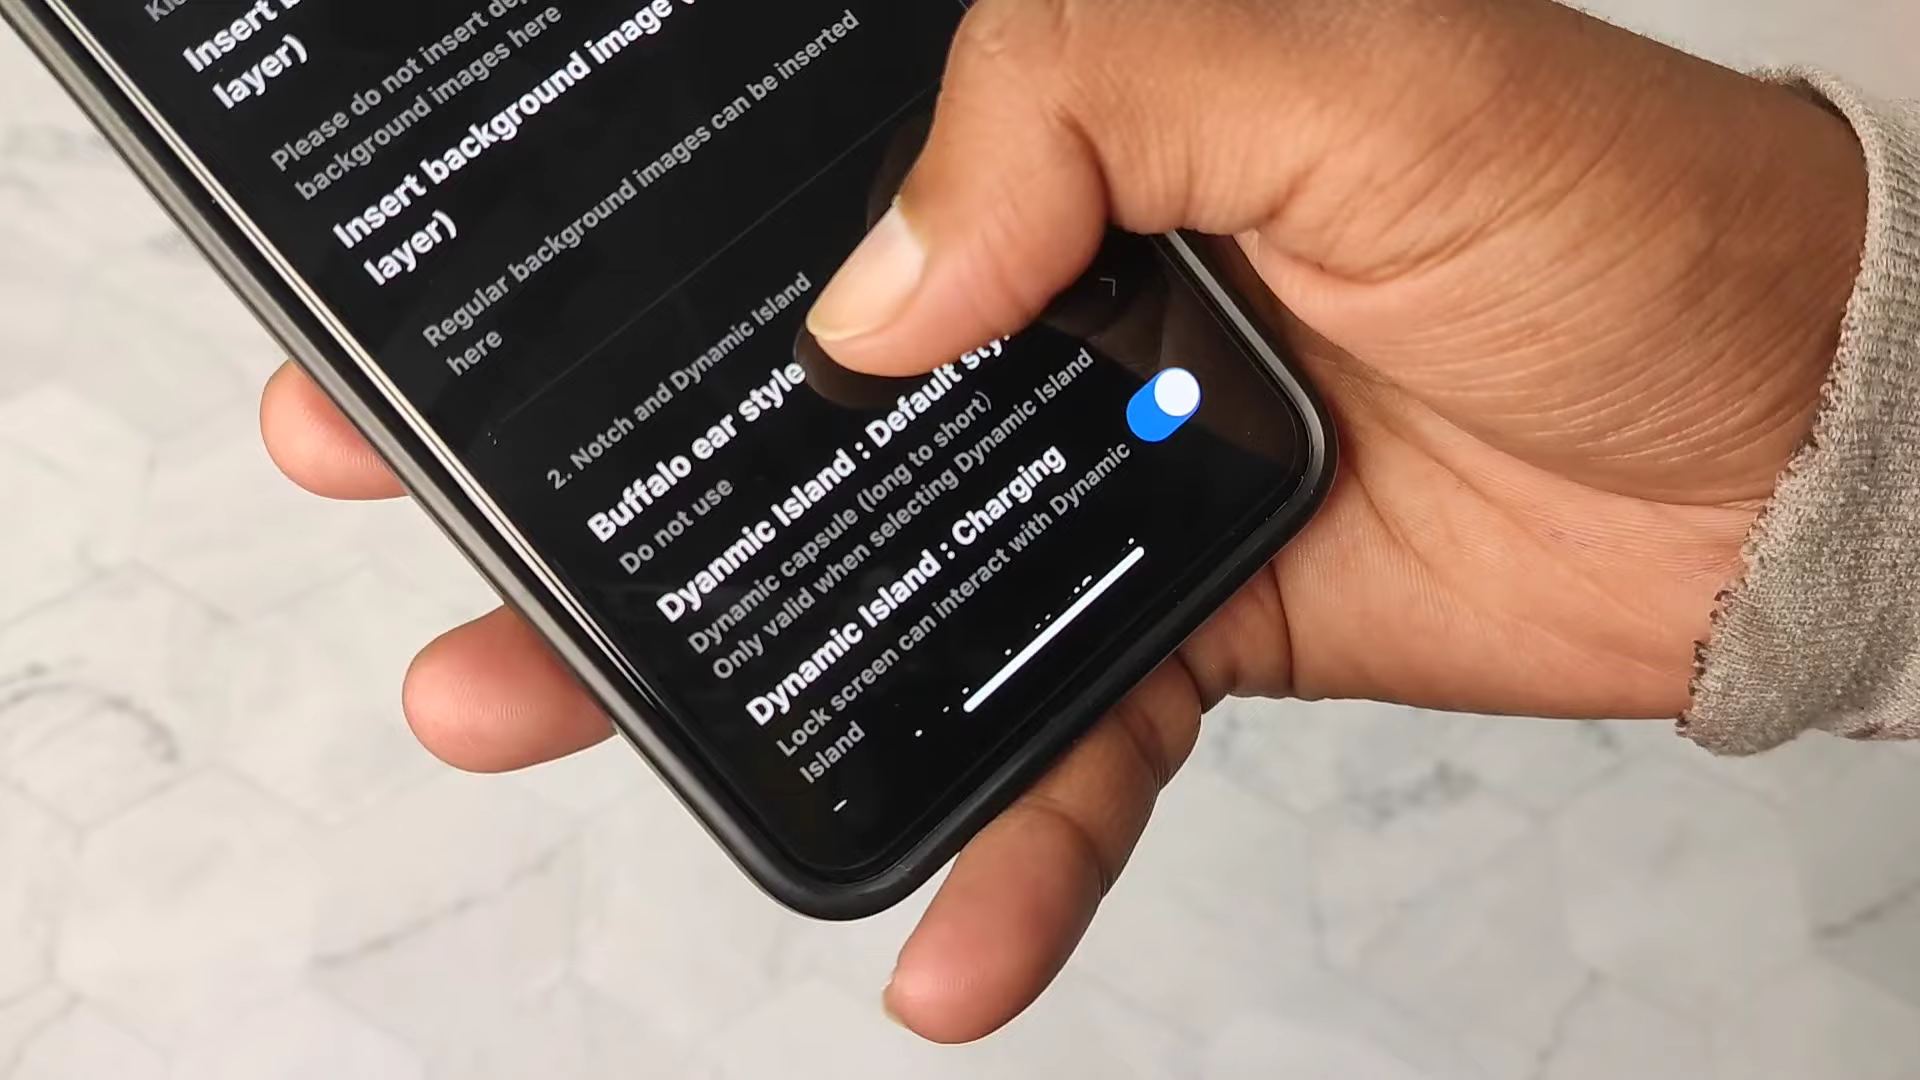 Insert
layer)
Please do not insert
background images here
Insert background image
layer)
Regular background images can be inserted
here
2. Notch and Dynamic Island
Buffalo ear style
Do not use
Dyanmic Island : Default
Dynamic capsule (long to short)
Only valid when selecting Dynamic Island
Dynamic Island : Charging
Lock screen can interact with Dynamic
Island